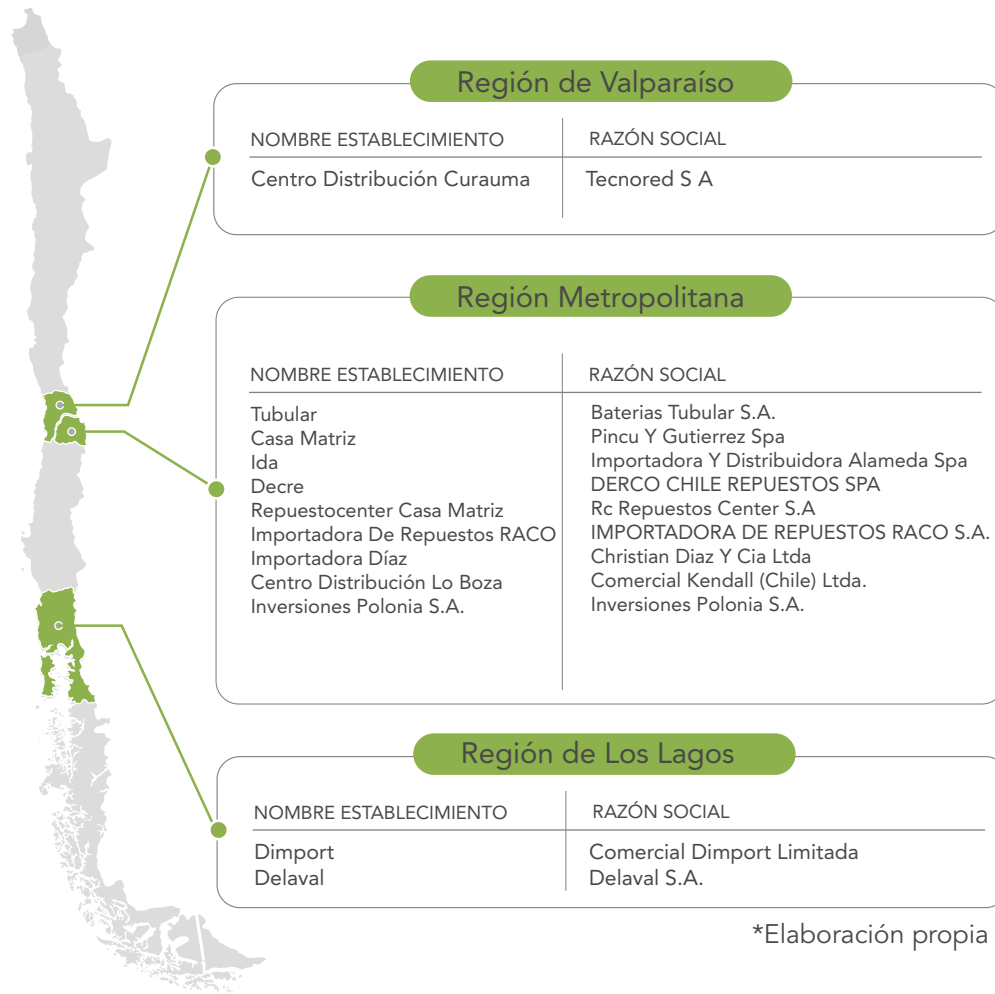 Región de Valparaíso
NOMBRE ESTABLECIMIENTO RAZÓN SOCIAL
Centro Distribución Curauma Tecnored S A
Región Metropolitana
NOMBRE ESTABLECIMIENTO RAZÓN SOCIAL
Tubular Baterias Tubular S.A.
Casa Matriz Pincu Y Gutierrez Spa
Ida Importadora Y Distribuidora Alameda Spa
Decre DERCO CHILE REPUESTOS SPA
Repuestocenter Casa Matriz Rc Repuestos Center S.A
Importadora De Repuestos RACO IMPORTADORA DE REPUESTOS RACO S.A.
Importadora Díaz Christian Diaz Y Cia Ltda
Centro Distribución Lo Boza Comercial Kendall (Chile) Ltda.
Inversiones Polonia S.A. Inversiones Polonia S.A.
Región de Los Lagos
NOMBRE ESTABLECIMIENTO RAZÓN SOCIAL
Dimport Comercial Dimport Limitada
Delaval Delaval S.A.
*Elaboración propia